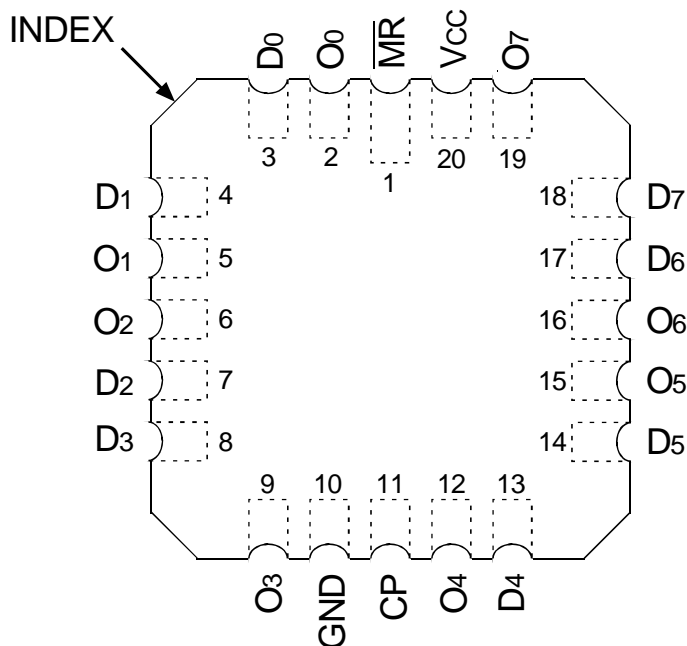 INDEX
D0 O0 M̅R̅ VCC O7
3 2 1 20 19
D1 4 18 D7
O1 5 17 D6
O2 6 16 O6
D2 7 15 O5
D3 8 14 D5
9 10 11 12 13
O3 GND CP O4 D4